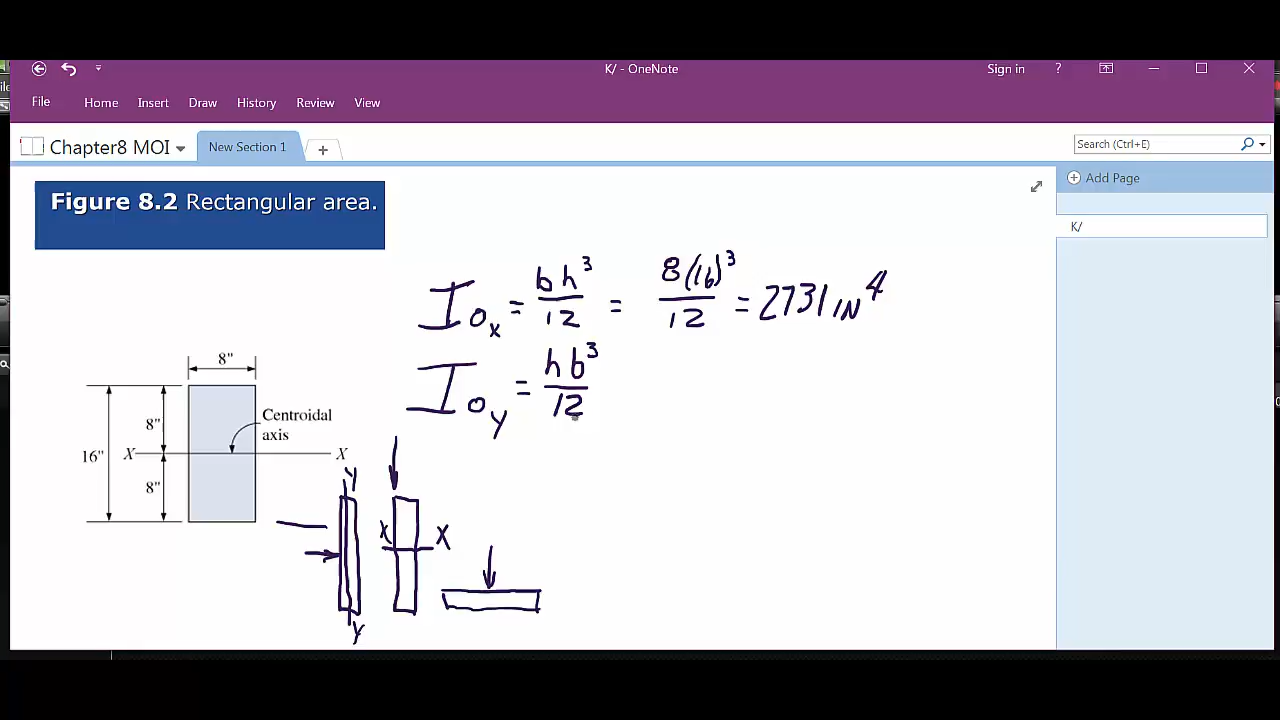 K/ - OneNote
Sign in ?
File Home Insert Draw History Review View
Chapter8 MOI
New Section 1
+
Search (Ctrl+E)
Add Page
K/
Figure 8.2 Rectangular area.
I₀ₓ = bh³/12 = 8(16)³/12 = 2731 IN⁴
I₀y = hb³/12
8"
8"
16"
8"
Centroidal
axis
X X
Y
Y
X X